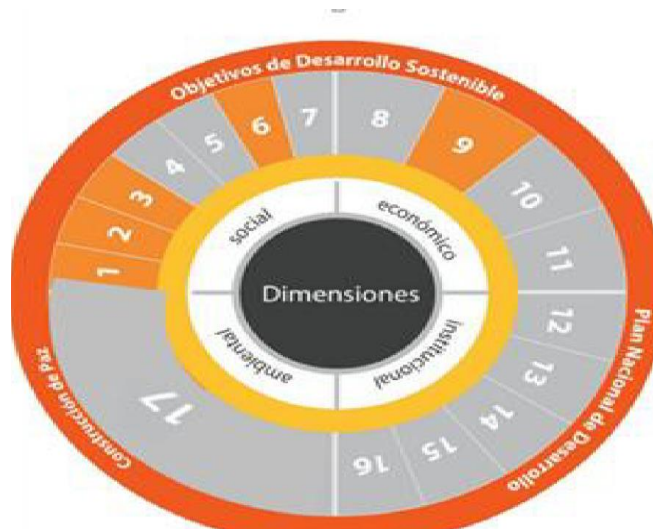 Objetivos de Desarrollo Sostenible
Plan Nacional de Desarrollo
Construcción de Paz
1
2
3
4
5
6
7
8
9
10
11
12
13
14
15
16
17
social
económico
institucional
ambiental
Dimensiones